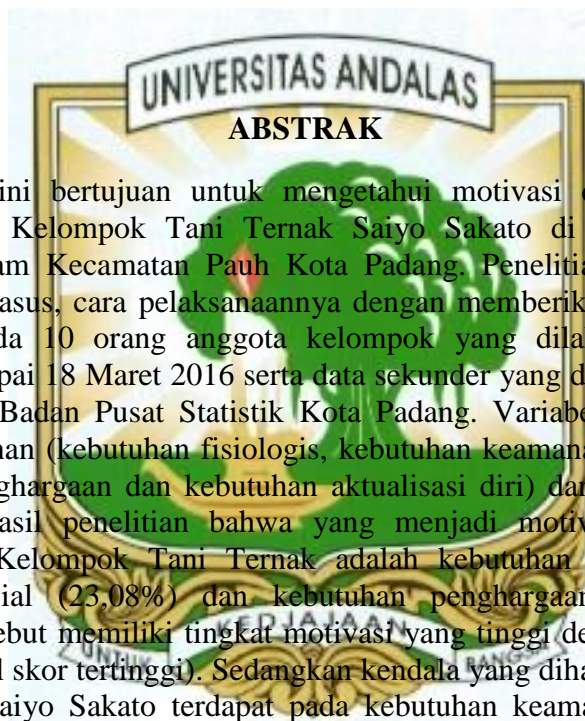 UNIVERSITAS ANDALAS
ABSTRAK
ini bertujuan untuk mengetahui motivasi
Kelompok Tani Ternak Saiyo Sakato di
am Kecamatan Pauh Kota Padang. Penelitia
asus, cara pelaksanaannya dengan memberik
da 10 orang anggota kelompok yang dila
pai 18 Maret 2016 serta data sekunder yang d
Badan Pusat Statistik Kota Padang. Variabe
han (kebutuhan fisiologis, kebutuhan keamana
ghargaan dan kebutuhan aktualisasi diri) dan
asil penelitian bahwa yang menjadi motiv
Kelompok Tani Ternak adalah kebutuhan
ial (23,08%) dan kebutuhan penghargaan
ebut memiliki tingkat motivasi yang tinggi de
KEDJAJAAN
UNTUK BANGSA
l skor tertinggi). Sedangkan kendala yang diha
aiyo Sakato terdapat pada kebutuhan keam